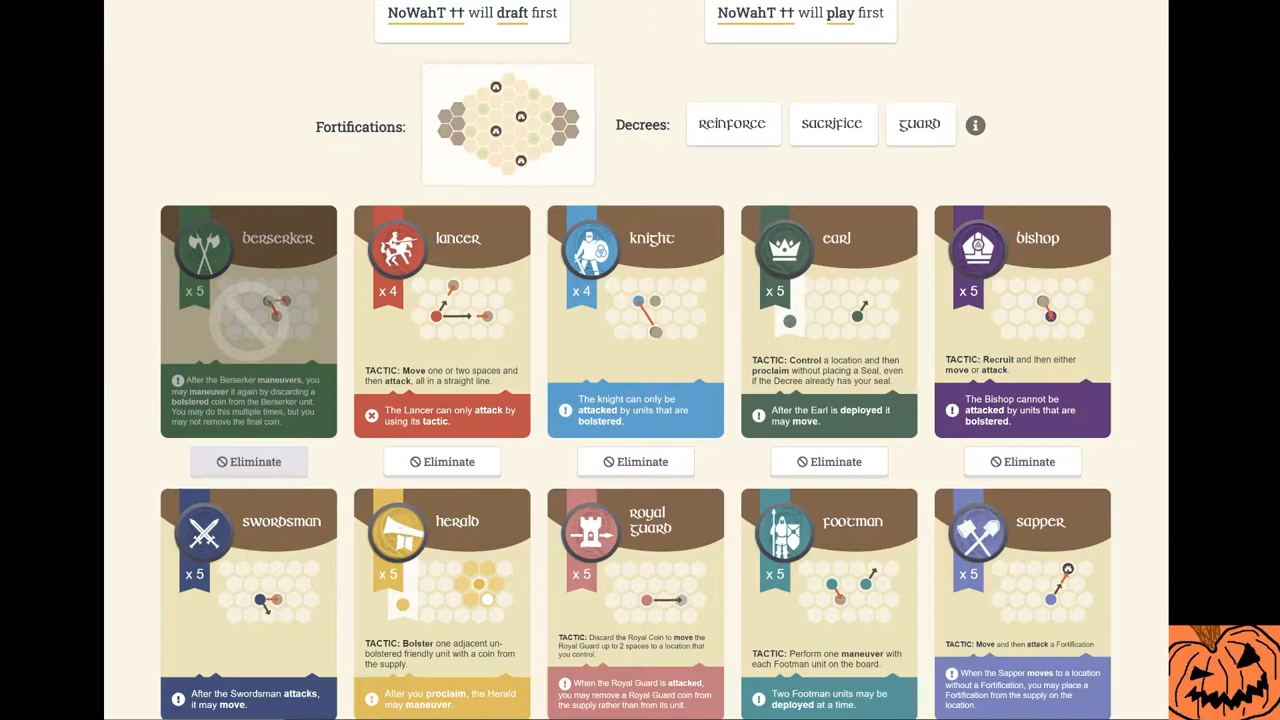 NoWahT †† will draft first
NoWahT †† will play first
Fortifications:
Decrees:
reinforce
sacrifice
guard
i
berserker
x 5
! After the Berserker maneuvers, you
may maneuver it again by discarding a
bolstered coin from the Berserker unit.
You may do this multiple times, but you
may not remove the final coin.
Eliminate
lancer
x 4
TACTIC: Move one or two spaces and
then attack, all in a straight line.
The Lancer can only attack by
using its tactic.
Eliminate
knight
x 4
! The knight can only be
attacked by units that are
bolstered.
Eliminate
earl
x 5
TACTIC: Control a location and then
proclaim without placing a Seal, even
if the Decree already has your seal.
! After the Earl is deployed it
may move.
Eliminate
bishop
x 5
TACTIC: Recruit and then either
move or attack.
! The Bishop cannot be
attacked by units that are
bolstered.
Eliminate
swordsman
x 5
! After the Swordsman attacks,
it may move.
herald
x 5
TACTIC: Bolster one adjacent un-
bolstered friendly unit with a coin from
the supply.
! After you proclaim, the Herald
may maneuver.
royal
guard
x 5
TACTIC: Discard the Royal Coin to move the
Royal Guard up to 2 spaces to a location that
you control.
! When the Royal Guard is attacked,
you may remove a Royal Guard coin from
the supply rather than from its unit.
footman
x 5
TACTIC: Perform one maneuver with
each Footman unit on the board.
! Two Footman units may be
deployed at a time.
sapper
x 5
TACTIC: Move and then attack a Fortification
! When the Sapper moves to a location
without a Fortification, you may place a
Fortification from the supply on the
location.